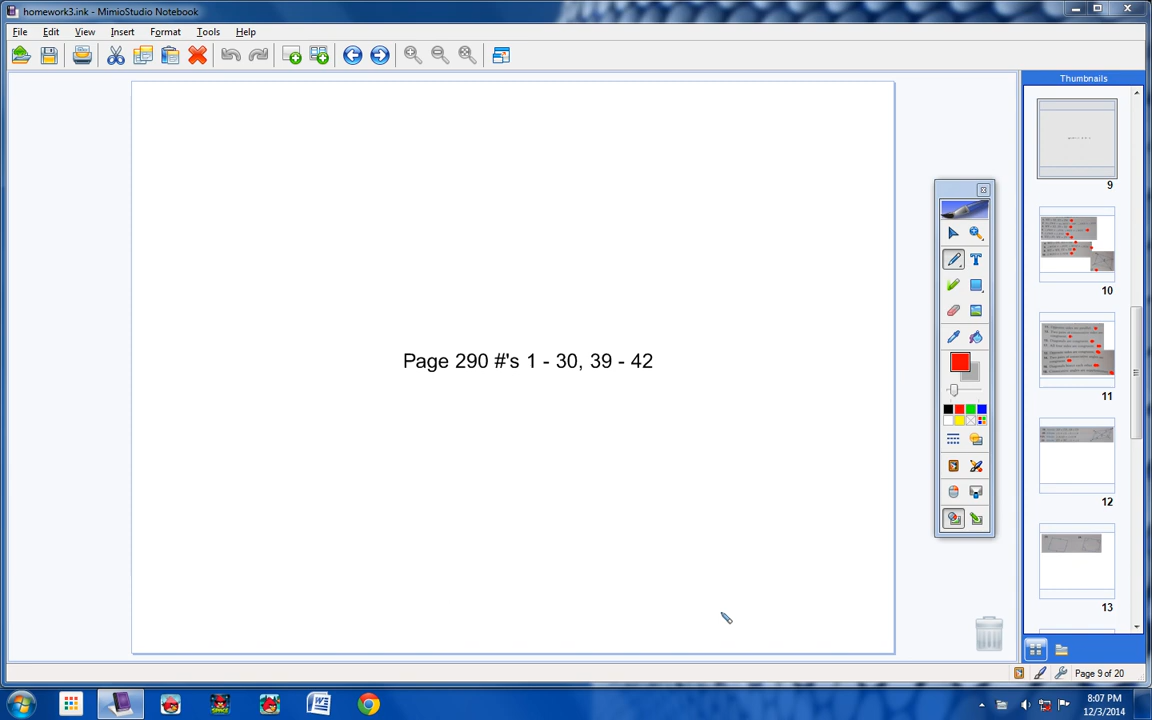 homework3.ink - MimioStudio Notebook
File Edit View Insert Format Tools Help
Thumbnails
Page 290 #'s 1 - 30, 39 - 42
9
10
11
12
13
Page 9 of 20
8:07 PM
12/3/2014